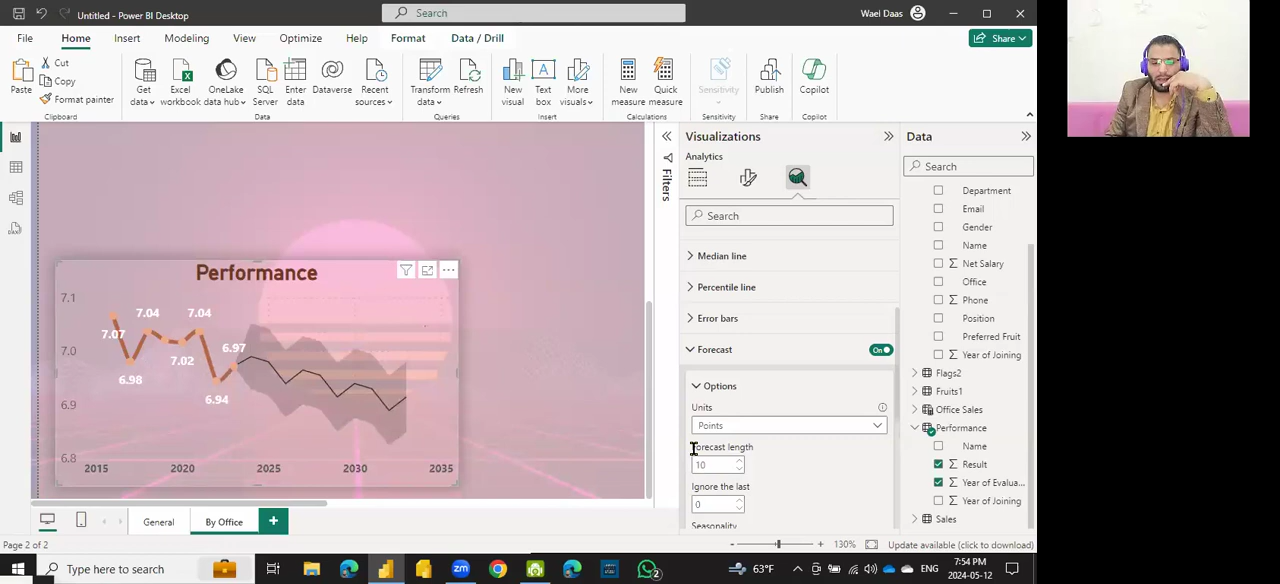 Untitled - Power BI Desktop
Search
Wael Daas
File
Home
Insert
Modeling
View
Optimize
Help
Format
Data / Drill
Share
Paste
Cut
Copy
Format painter
Clipboard
Get data
Excel workbook
OneLake data hub
SQL Server
Enter data
Dataverse
Recent sources
Data
Transform data
Refresh
Queries
New visual
Text box
More visuals
Insert
New measure
Quick measure
Calculations
Sensitivity
Sensitivity
Publish
Share
Copilot
Copilot
Performance
7.1
7.0
6.9
6.8
7.07
6.98
7.04
7.02
7.04
6.94
6.97
2015
2020
2025
2030
2035
Filters
Visualizations
Analytics
Search
Median line
Percentile line
Error bars
Forecast
On
Options
Units
Points
Forecast length
10
Ignore the last
0
Seasonality
Data
Search
Department
Email
Gender
Name
Net Salary
Office
Phone
Position
Preferred Fruit
Year of Joining
Flags2
Fruits1
Office Sales
Performance
Name
Result
Year of Evalua...
Year of Joining
Sales
General
By Office
Page 2 of 2
130%
Update available (click to download)
Type here to search
zm
2
63°F
ENG
7:54 PM
2024-05-12